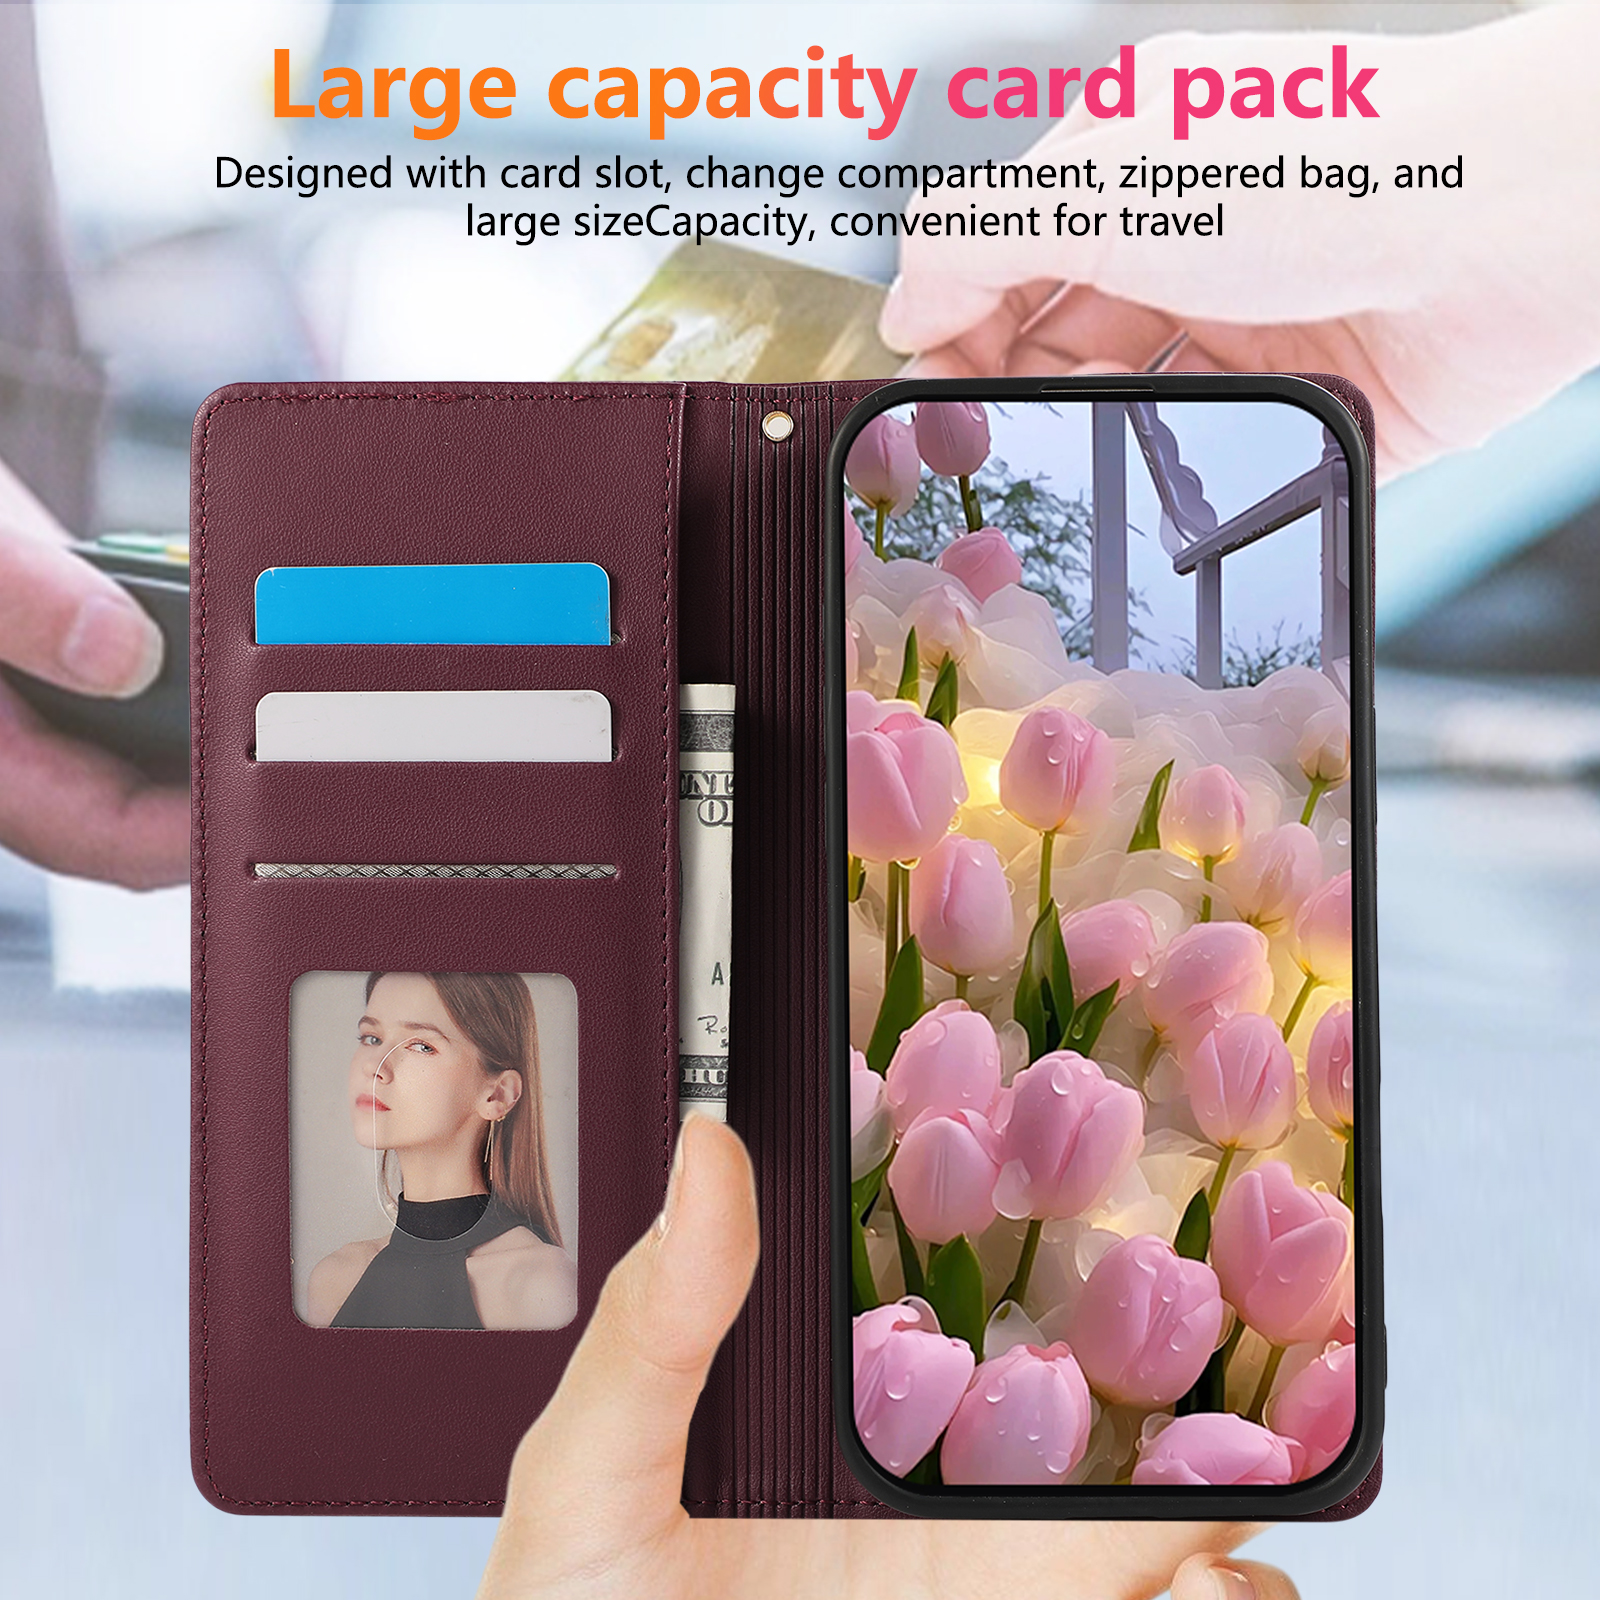 Large capacity card pack
Designed with card slot, change compartment, zippered bag, and
large sizeCapacity, convenient for travel